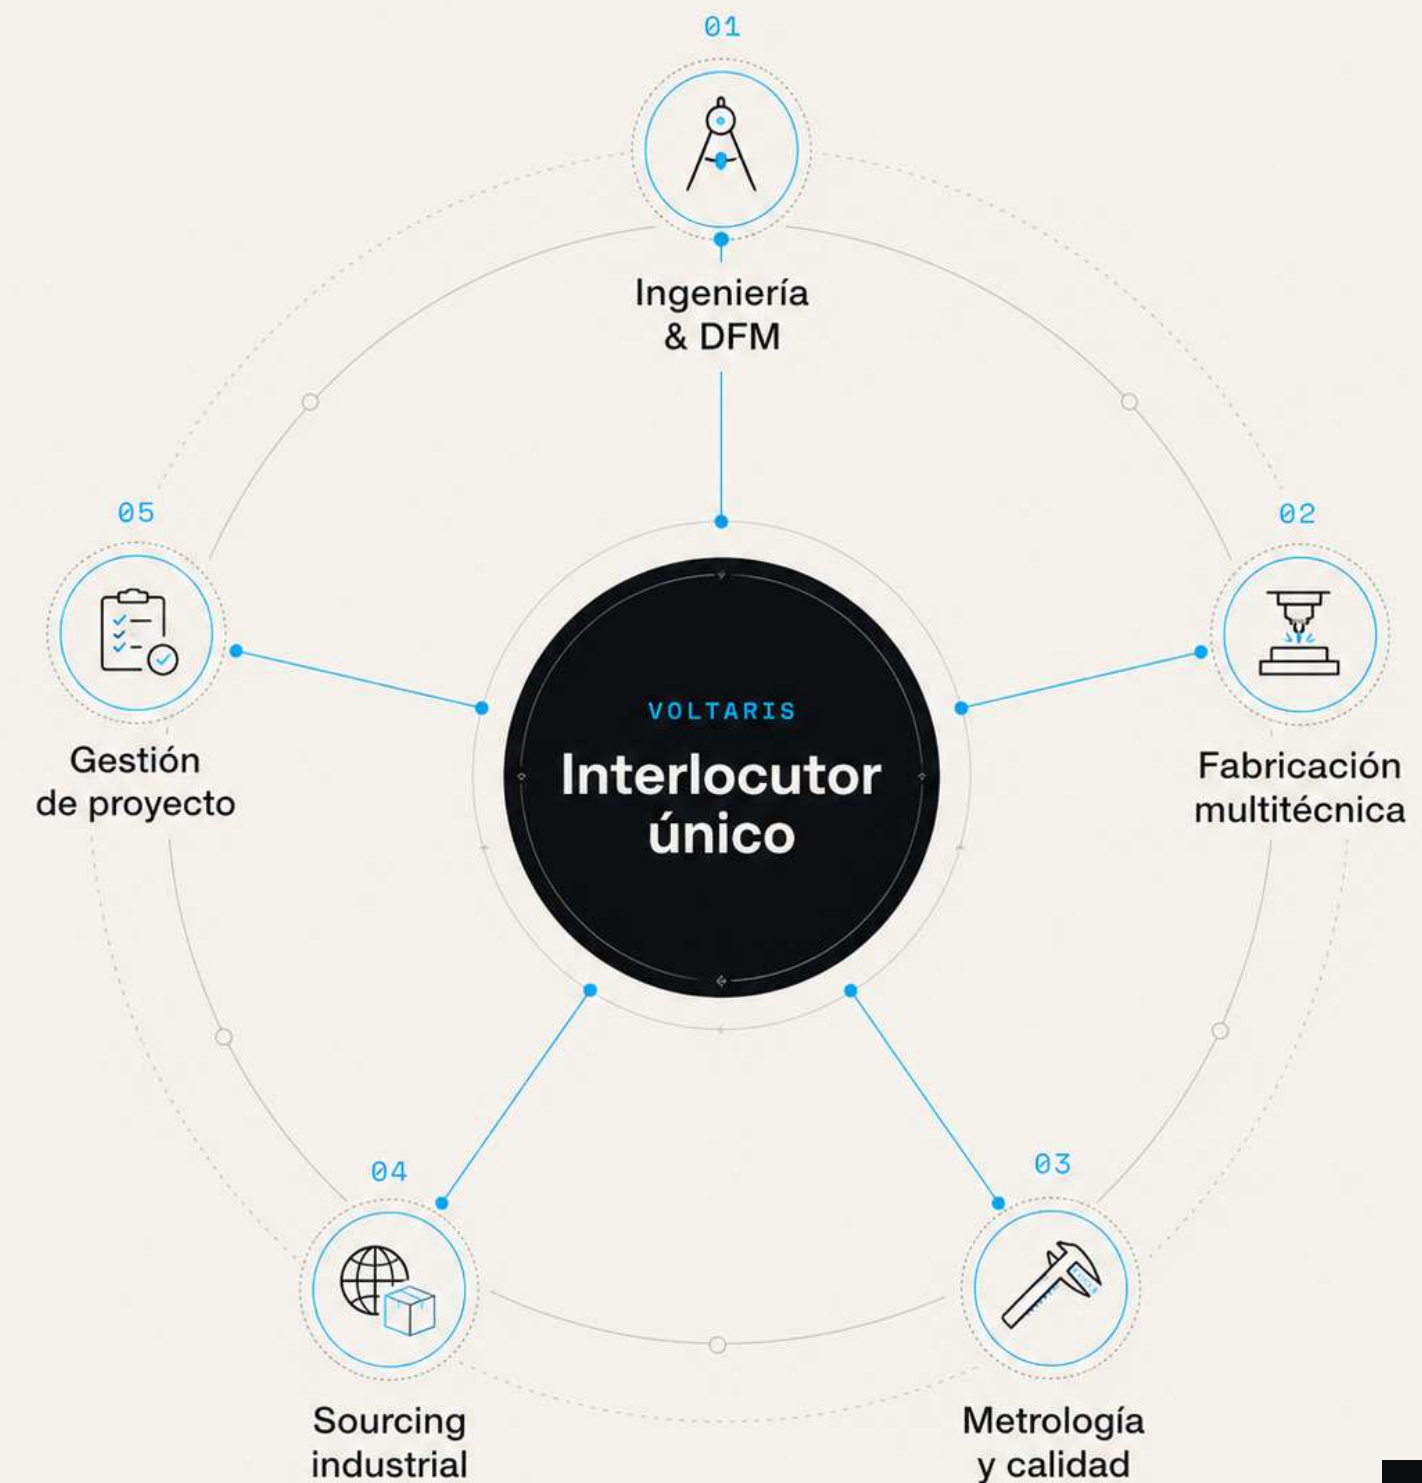 01
Ingeniería
& DFM
05
02
Gestión
de proyecto
Fabricación
multitécnica
VOLTARIS
Interlocutor
único
04
03
Sourcing
industrial
Metrología
y calidad